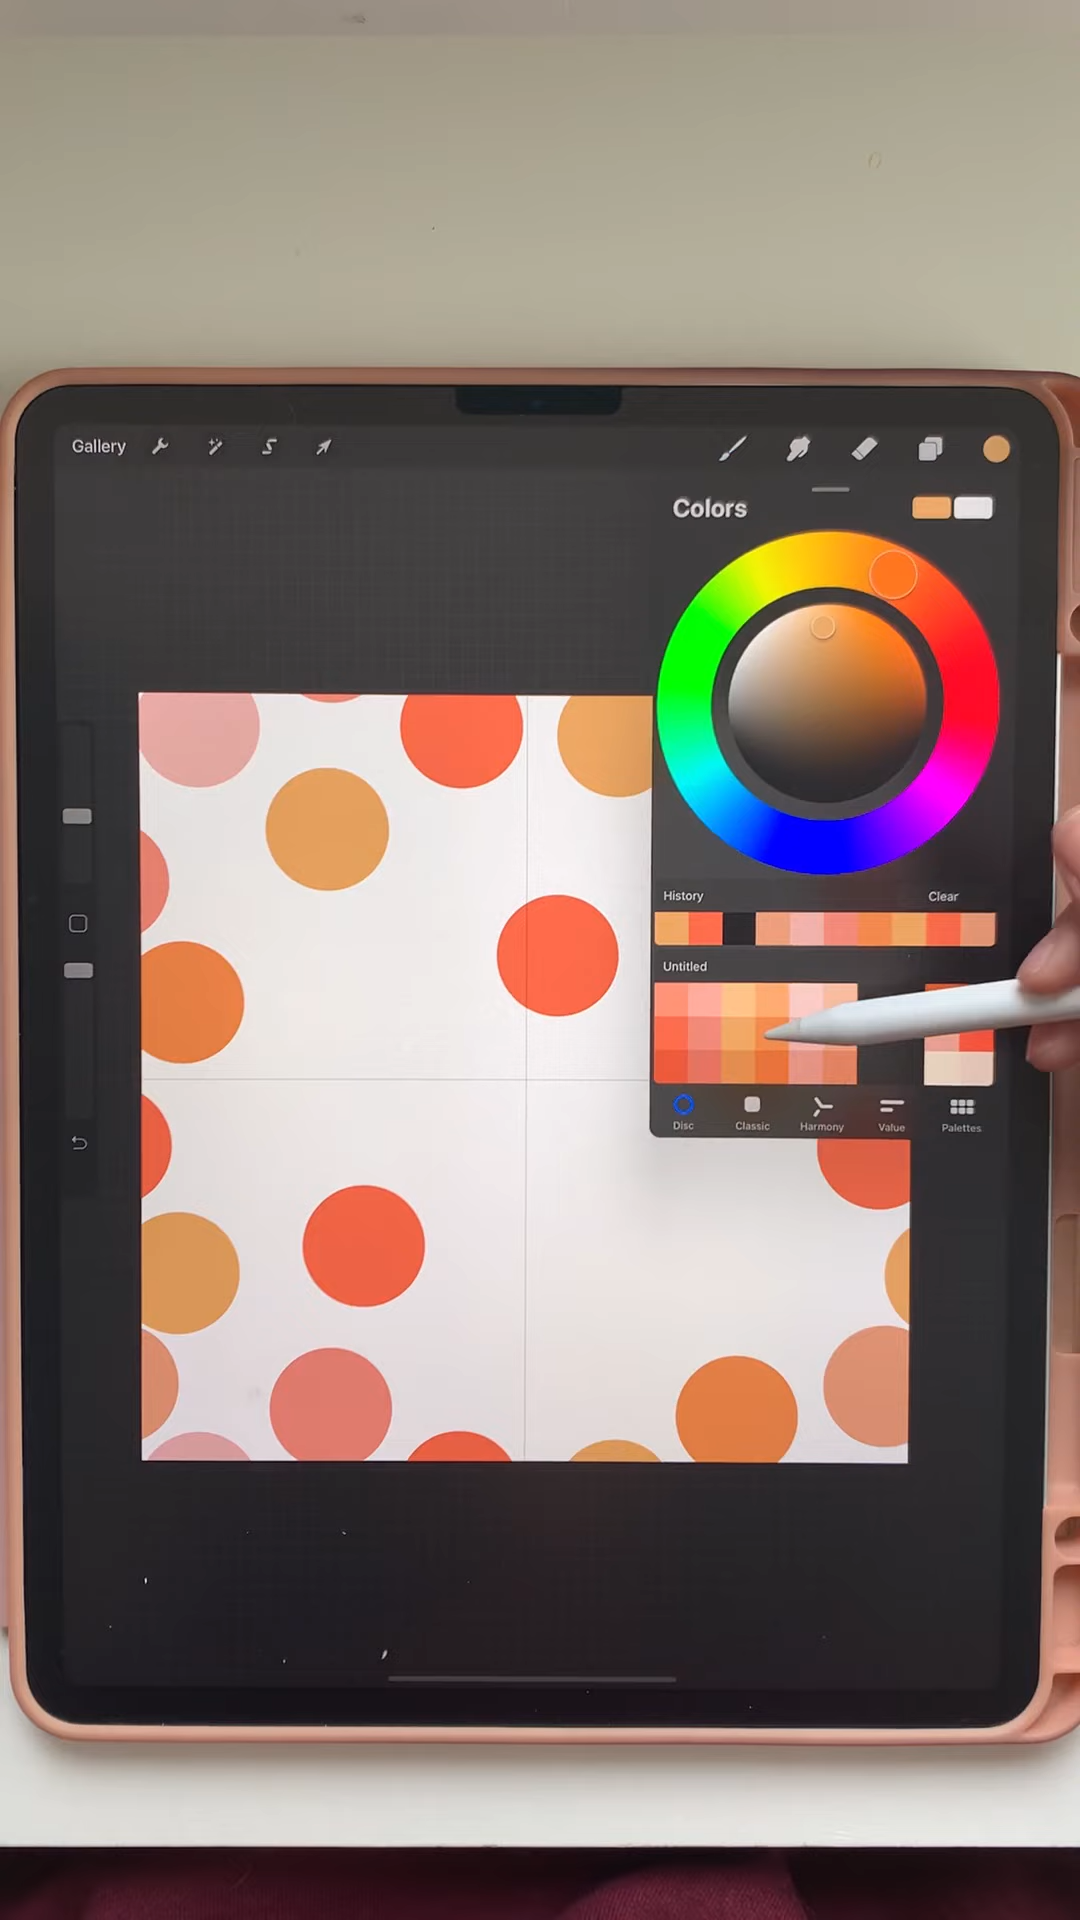 Gallery
Colors
History
Clear
Untitled
Disc
Classic
Harmony
Value
Palettes